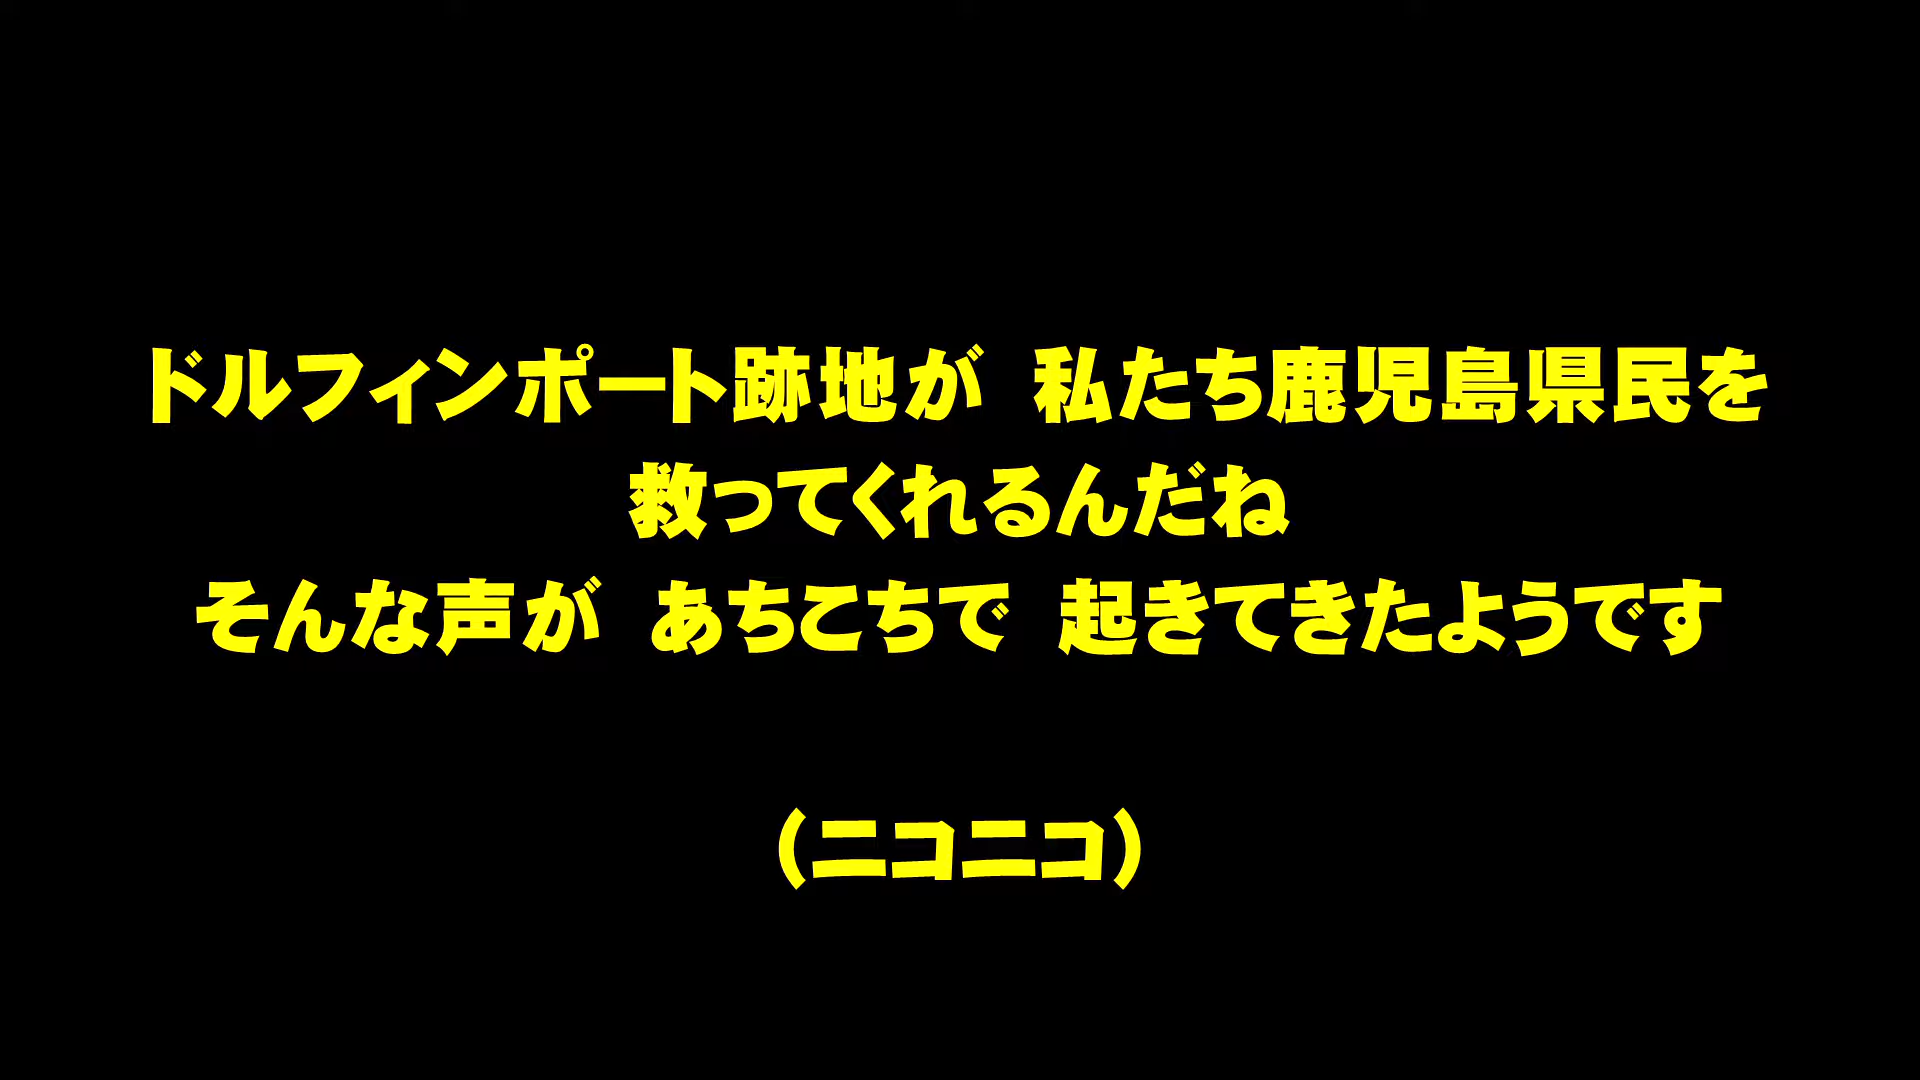 ドルフィンポート跡地が　私たち鹿児島県民を
救ってくれるんだね
そんな声が　あちこちで　起きてきたようです
（ニコニコ）